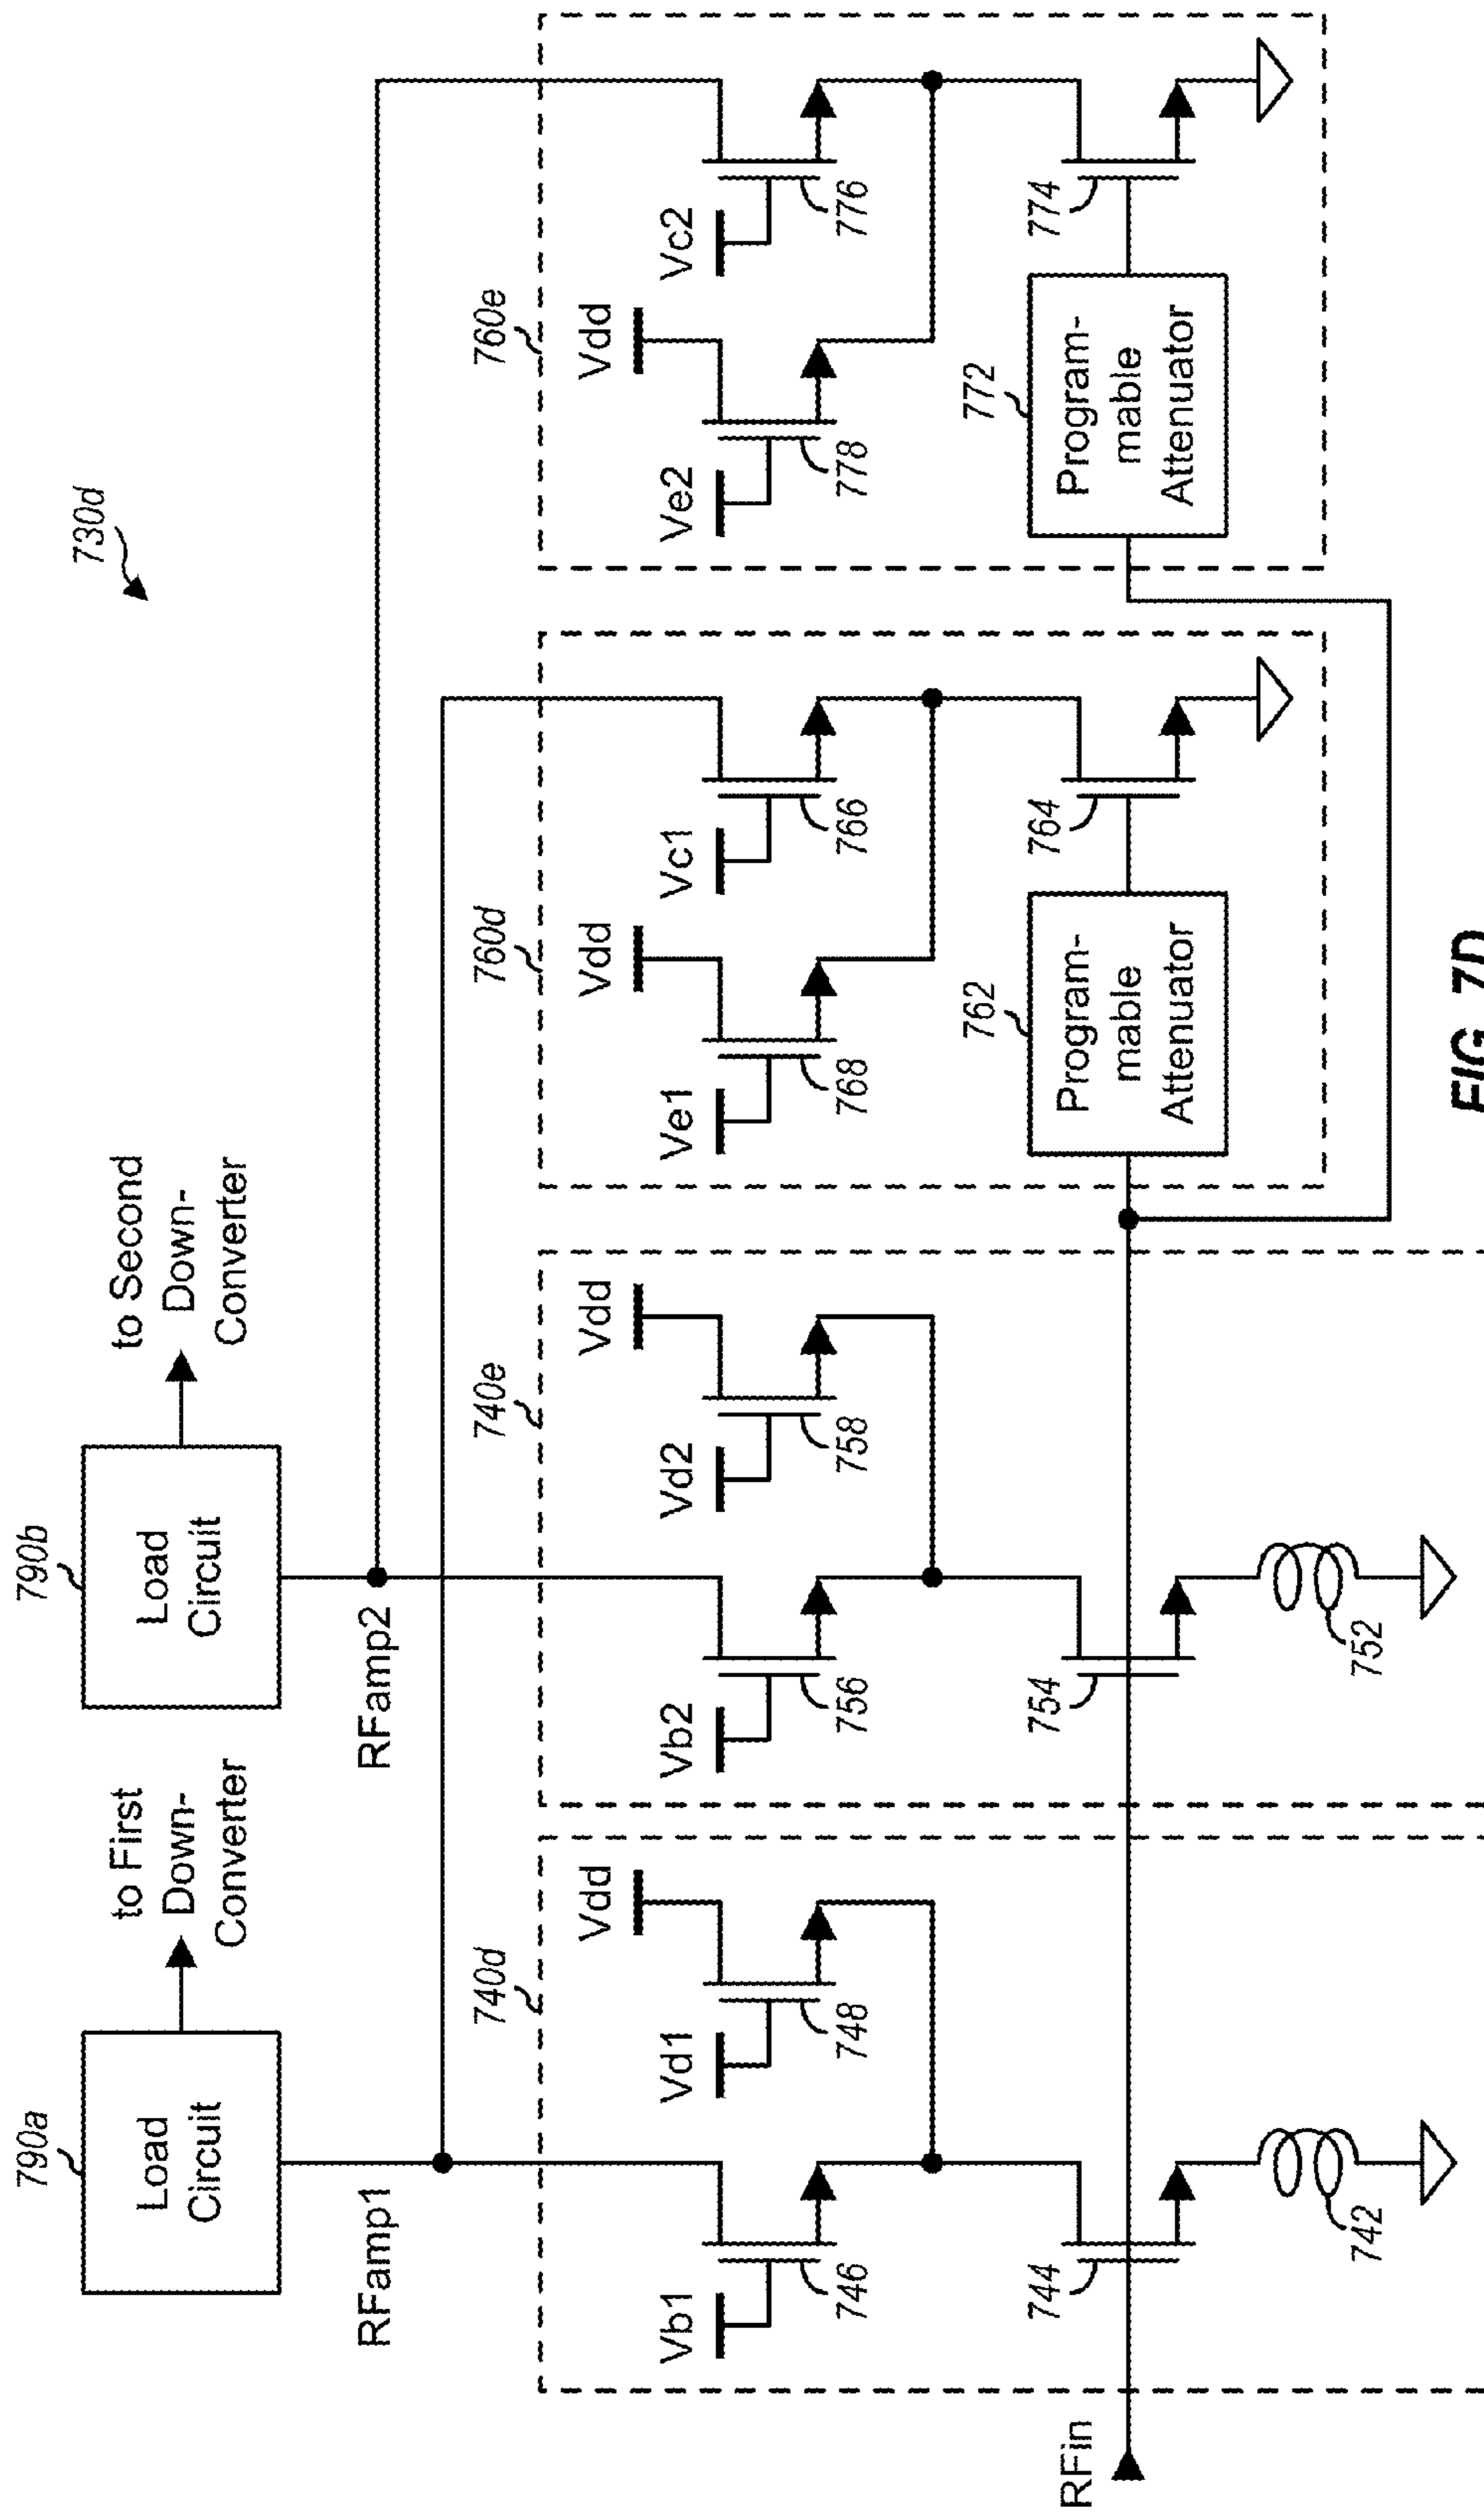 730d
790a
Load
Circuit
to First
Down-
Converter
790b
Load
Circuit
to Second
Down-
Converter
RFamp1
RFamp2
740d
740e
760d
760e
Vdd
Vdd
Vdd
Vdd
Vb1
Vd1
Vb2
Vd2
Ve1
Vc1
Ve2
Vc2
746
748
756
758
768
766
778
776
762
772
RFin
744
754
Program-
mable
Attenuator
764
Program-
mable
Attenuator
774
742
752
FIG. 7D